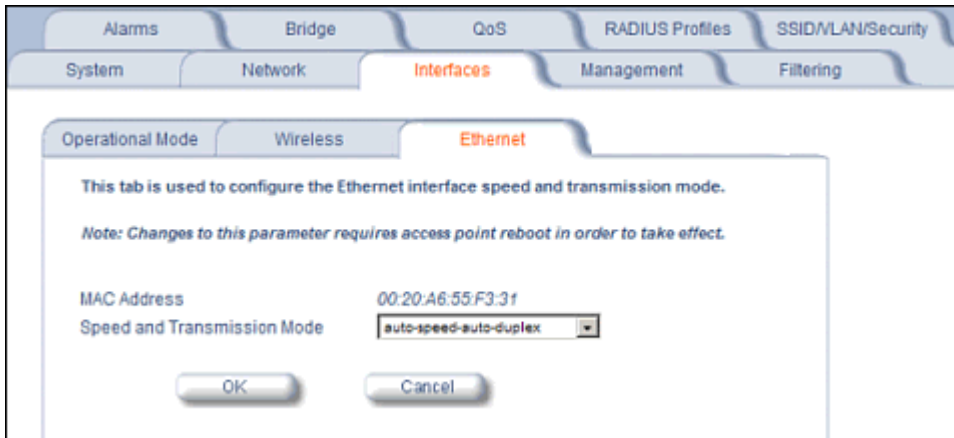 Alarms Bridge QoS RADIUS Profiles SSID/VLAN/Security
System Network Interfaces Management Filtering
Operational Mode Wireless Ethernet
This tab is used to configure the Ethernet interface speed and transmission mode.
Note: Changes to this parameter requires access point reboot in order to take effect.
MAC Address 00:20:A6:55:F3:31
Speed and Transmission Mode auto-speed-auto-duplex
OK Cancel